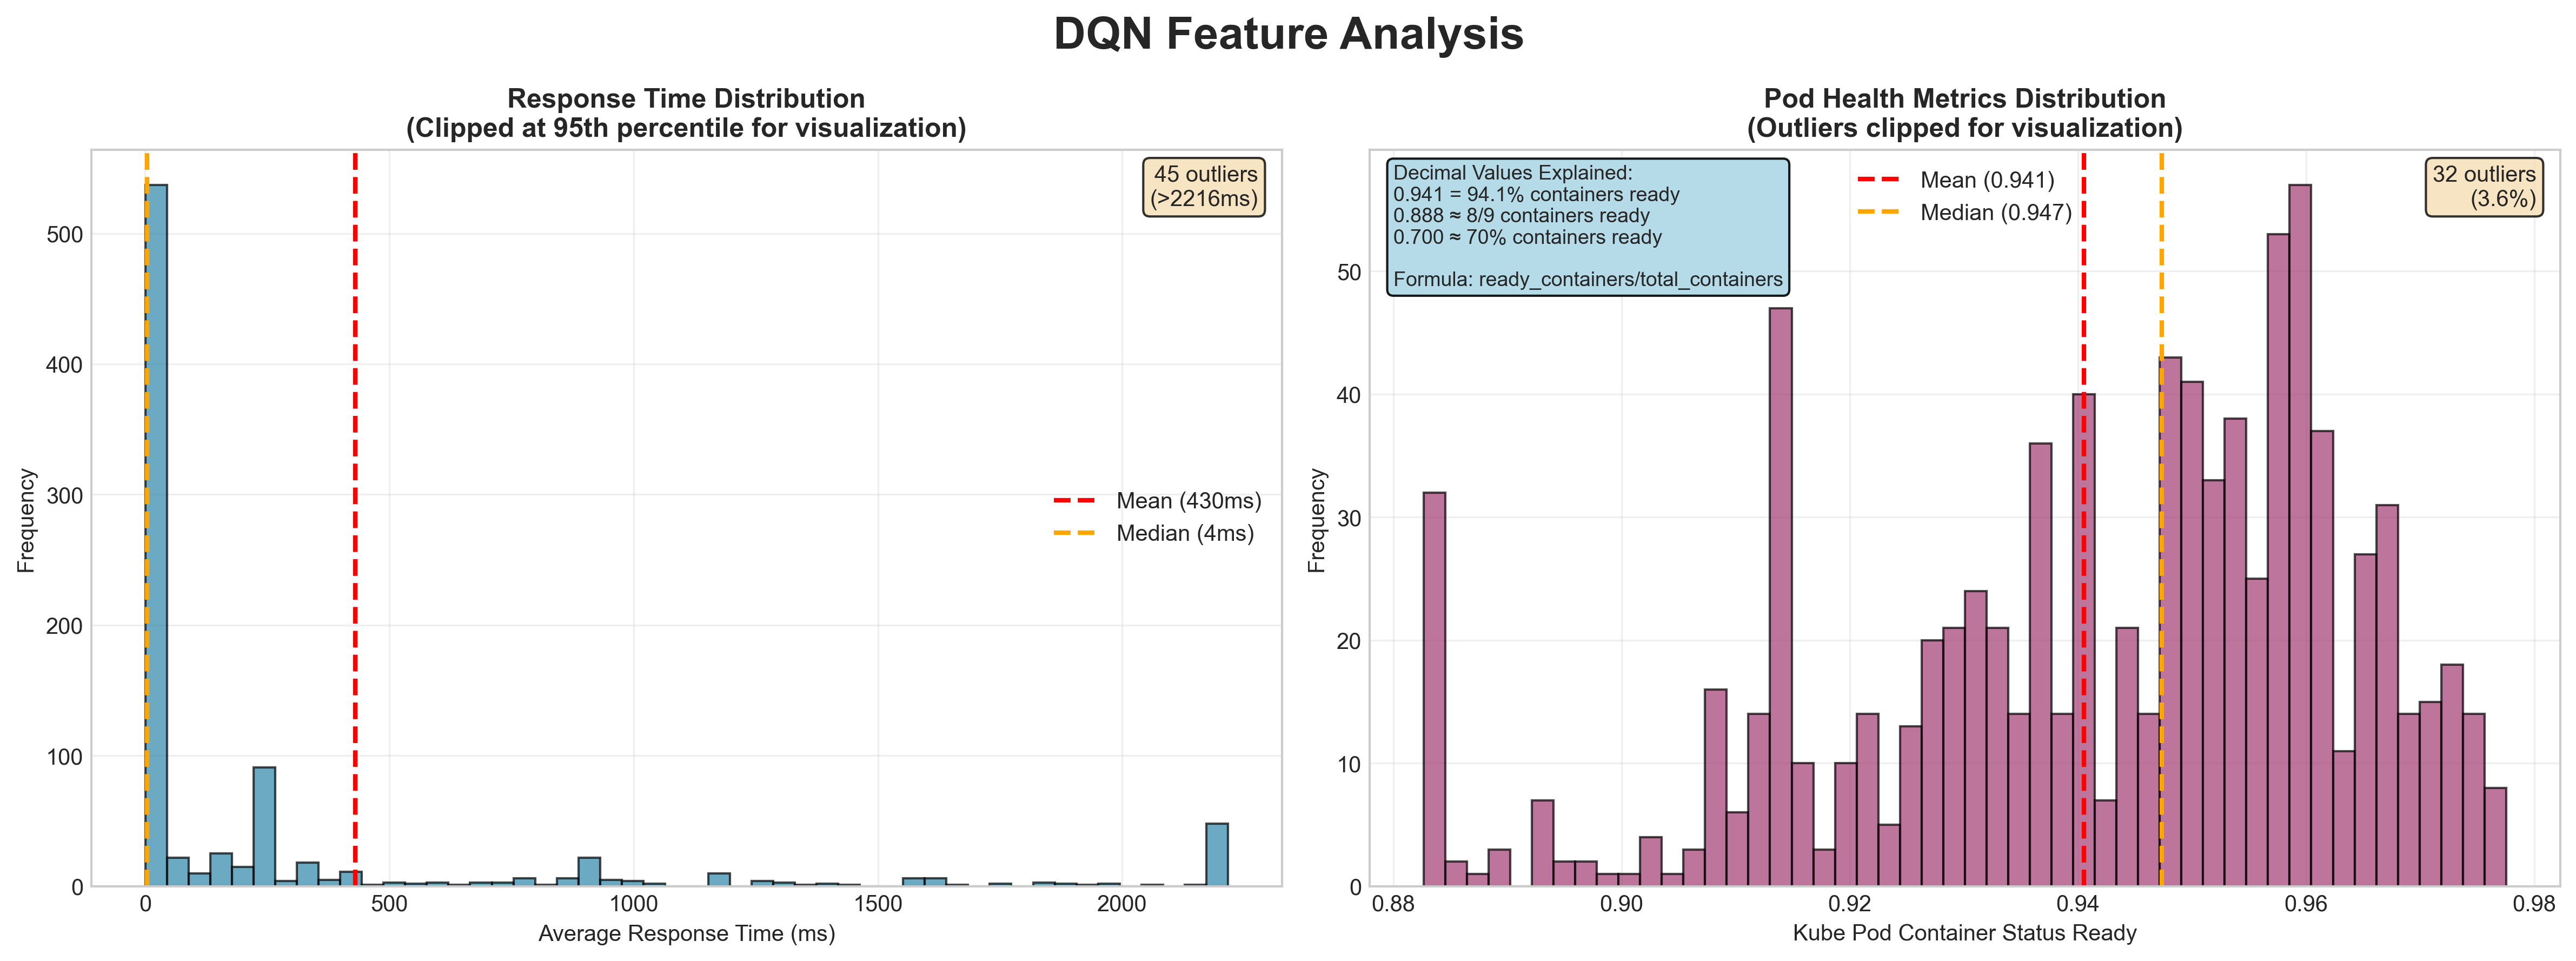 DQN Feature Analysis
Response Time Distribution
(Clipped at 95th percentile for visualization)
45 outliers
(>2216ms)
Mean (430ms)
Median (4ms)
Frequency
500
400
300
200
100
0
0
500
1000
1500
2000
Average Response Time (ms)
Pod Health Metrics Distribution
(Outliers clipped for visualization)
Decimal Values Explained:
0.941 = 94.1% containers ready
0.888 ≈ 8/9 containers ready
0.700 ≈ 70% containers ready
Formula: ready_containers/total_containers
Mean (0.941)
Median (0.947)
32 outliers
(3.6%)
Frequency
50
40
30
20
10
0
0.88
0.90
0.92
0.94
0.96
0.98
Kube Pod Container Status Ready